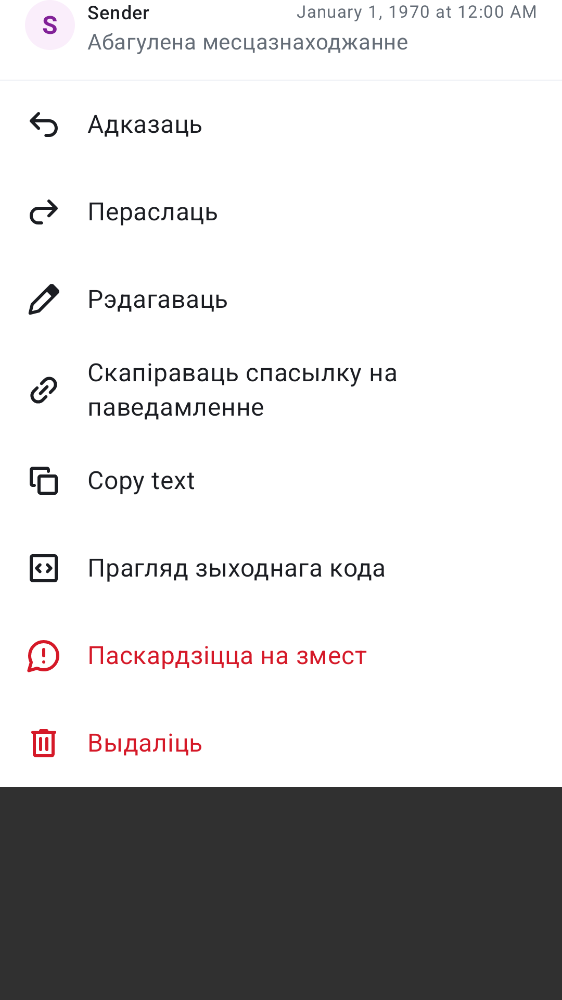 S
Sender
January 1, 1970 at 12:00 AM
Абагулена месцазнаходжанне
Адказаць
Пераслаць
Рэдагаваць
Скапіраваць спасылку на
паведамленне
Copy text
Прагляд зыходнага кода
Паскардзіцца на змест
Выдаліць